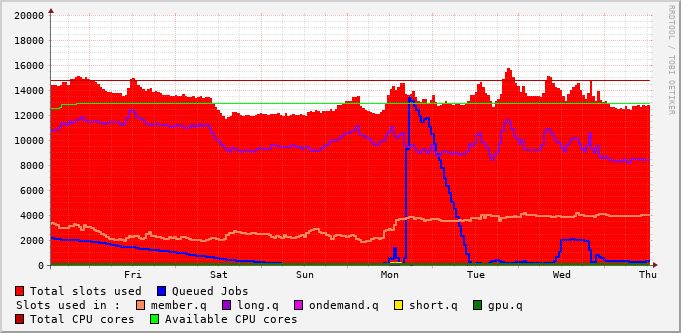 20000
18000
16000
14000
12000
10000
8000
6000
4000
2000
0
Fri Sat Sun Mon Tue Wed Thu
RRDTOOL / TOBI OETIKER
Total slots used Queued Jobs
Slots used in : member.q long.q ondemand.q short.q gpu.q
Total CPU cores Available CPU cores